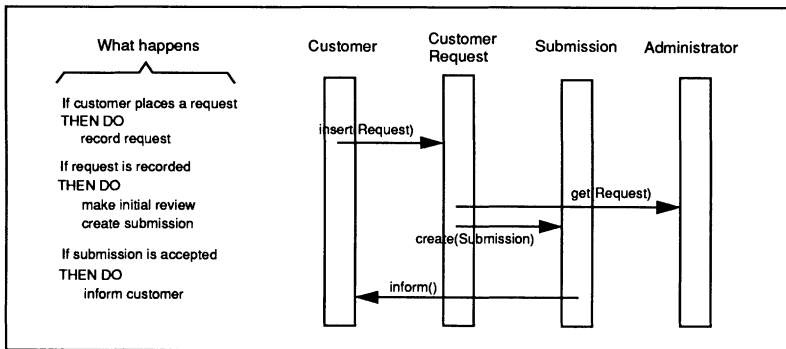 What happens
Customer
Customer
Request
Submission
Administrator
If customer places a request
THEN DO
record request
If request is recorded
THEN DO
make initial review
create submission
If submission is accepted
THEN DO
inform customer
insert(Request)
get(Request)
create(Submission)
inform()